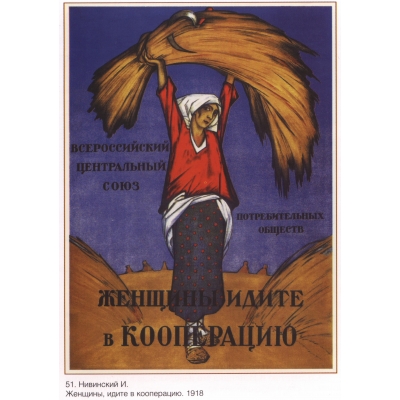 ВСЕРОССИЙСКИЙ
ЦЕНТРАЛЬНЫЙ
СОЮЗ
ПОТРЕБИТЕЛЬНЫХ
ОБЩЕСТВ
ЖЕНЩИНЫ ИДИТЕ
в КООПЕРАЦИЮ
51. Нивинский И.
Женщины, идите в кооперацию. 1918